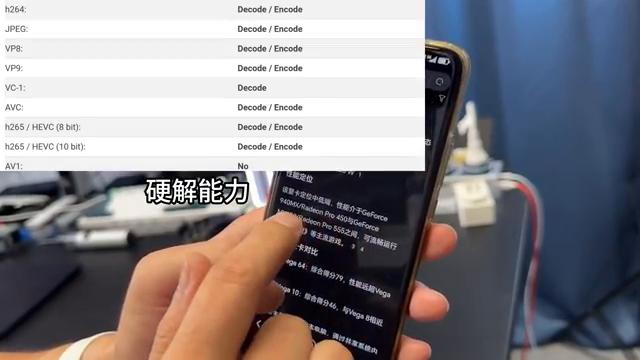 h264: Decode / Encode
JPEG: Decode / Encode
VP8: Decode / Encode
VP9: Decode / Encode
VC-1: Decode
AVC: Decode / Encode
h265 / HEVC (8 bit): Decode / Encode
h265 / HEVC (10 bit): Decode / Encode
AV1: No
硬解能力
性能定位
该显卡定位中低端，性能介于GeForce
940MX/Radeon Pro 450与GeForce
/Radeon Pro 555之间，可流畅运行
等主流游戏。 3 4
卡对比
Vega 64：综合得分79，性能远超Vega
Vega 10：综合得分46，与Vega 8相近